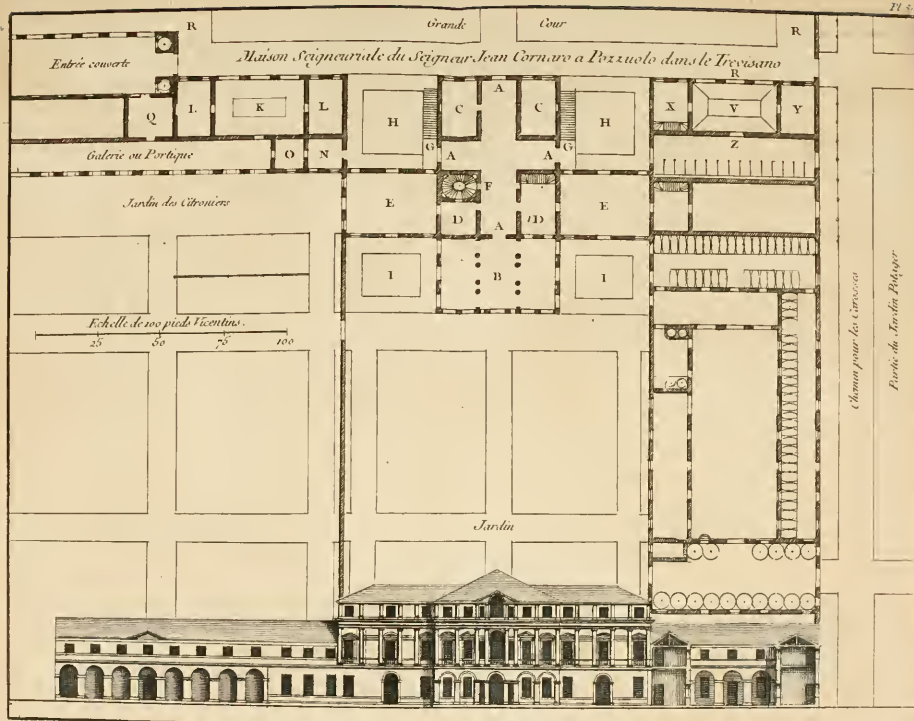 Pl 5
R
Grande Cour
R
Entrée couverte
Maison Seigneuriale du Seigneur Jean Cornaro a Pozzuolo dans le Trevisano
R
Q
L
K
L
H
C
A
C
H
X
V
Y
Galerie ou Portique
O
N
G
A
A
G
Z
Jardin des Citroniers
E
F
E
D
A
D
I
B
I
Echelle de 100 pieds Vicentins.
25 50 75 100
Chemin pour les Carosses
Partie du Jardin Potager
Jardin